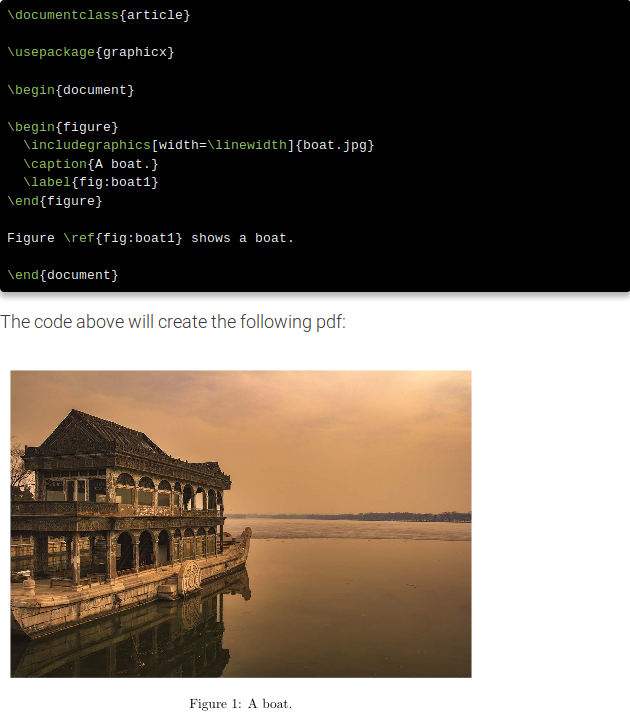 \documentclass{article}
\usepackage{graphicx}
\begin{document}
\begin{figure}
\includegraphics[width=\linewidth]{boat.jpg}
\caption{A boat.}
\label{fig:boat1}
\end{figure}
Figure \ref{fig:boat1} shows a boat.
\end{document}
The code above will create the following pdf:
Figure 1: A boat.